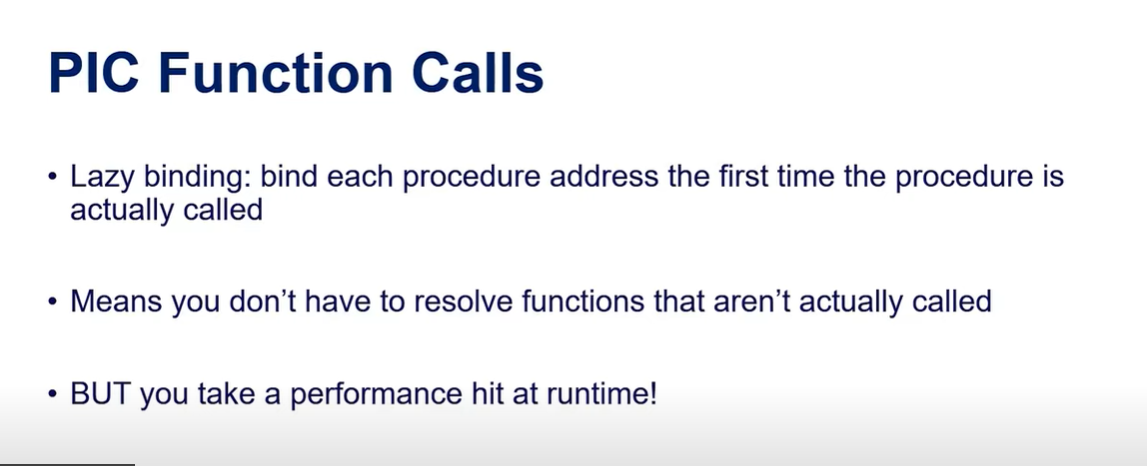 PIC Function Calls
• Lazy binding: bind each procedure address the first time the procedure is
actually called
• Means you don't have to resolve functions that aren't actually called
• BUT you take a performance hit at runtime!